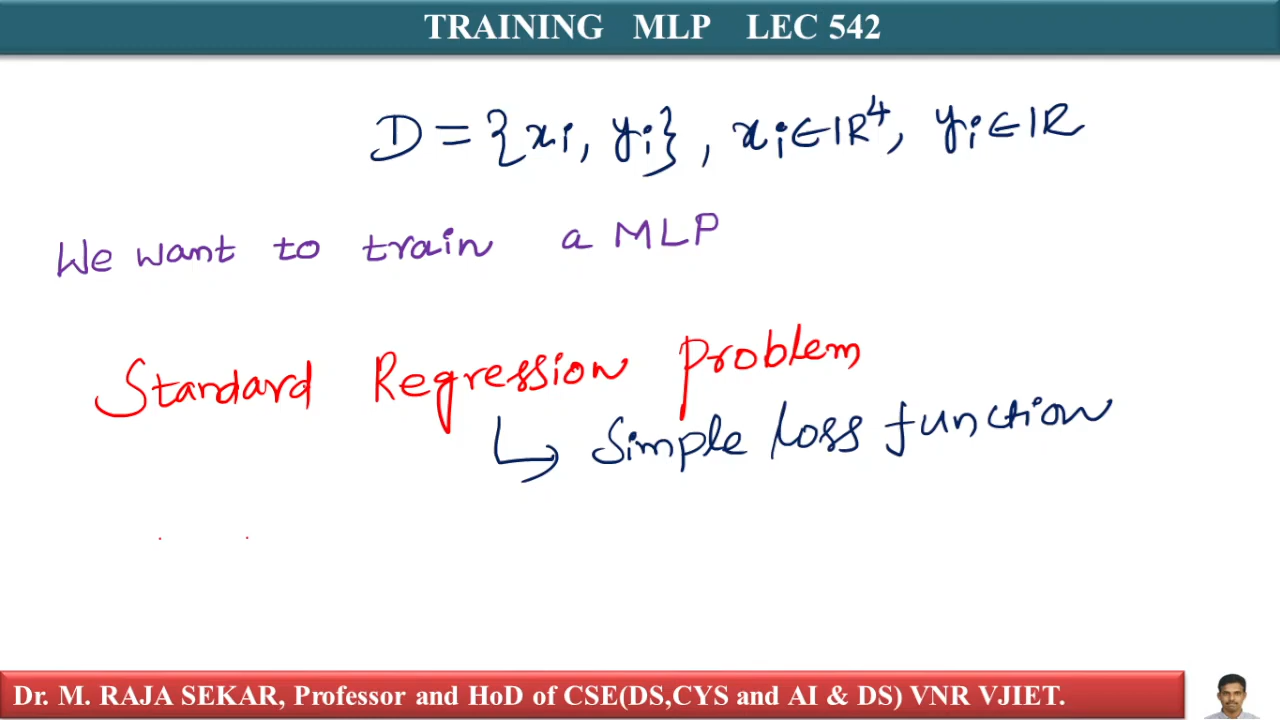 TRAINING MLP LEC 542
D = {xi, yi}, xi ∈ IR⁴, yi ∈ IR
We want to train a MLP
Standard Regression Problem
↳ Simple loss function
Dr. M. RAJA SEKAR, Professor and HoD of CSE(DS,CYS and AI & DS) VNR VJIET.